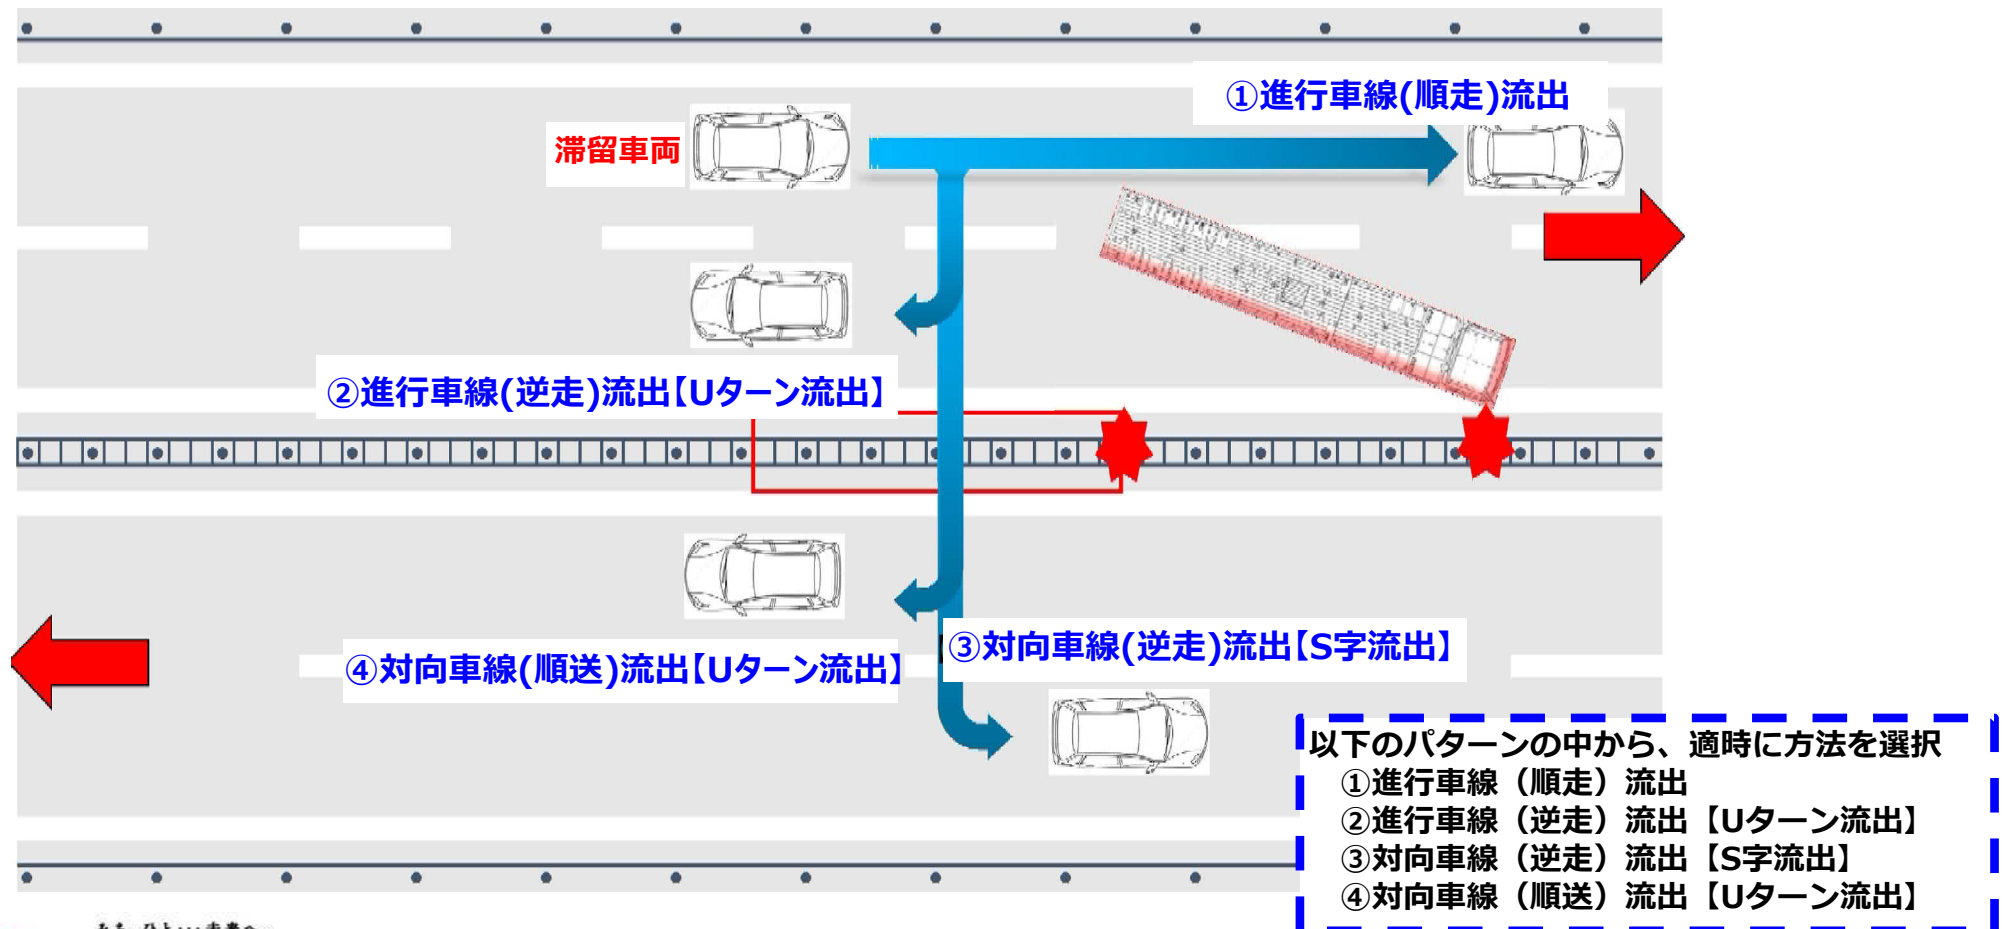 ①進行車線(順走)流出
滞留車両
②進行車線(逆走)流出【Uターン流出】
③対向車線(逆走)流出【S字流出】
④対向車線(順送)流出【Uターン流出】
以下のパターンの中から、適時に方法を選択
①進行車線（順走）流出
②進行車線（逆走）流出【Uターン流出】
③対向車線（逆走）流出【S字流出】
④対向車線（順送）流出【Uターン流出】